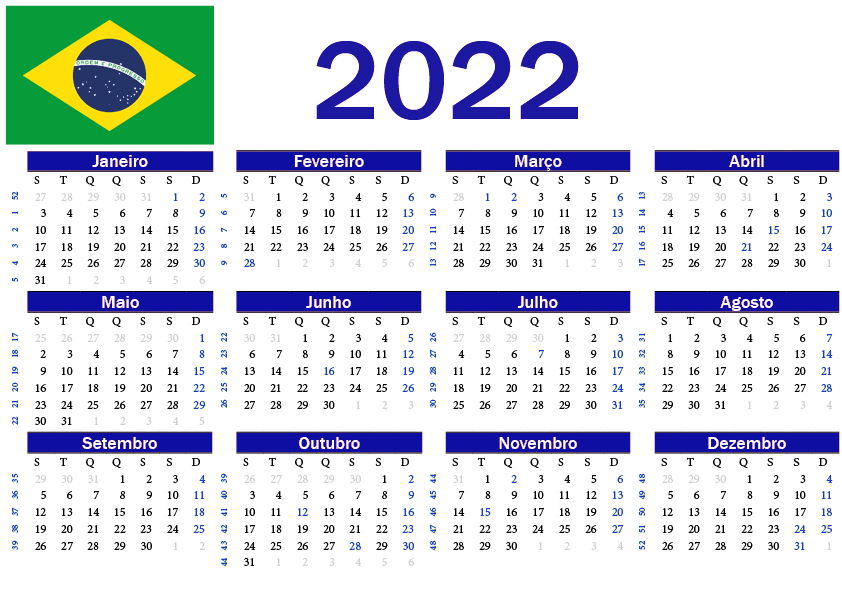 ORDEM E PROGRESSO
2022
Janeiro
S T Q Q S S D
52 27 28 29 30 31 1 2
1 3 4 5 6 7 8 9
2 10 11 12 13 14 15 16
3 17 18 19 20 21 22 23
4 24 25 26 27 28 29 30
5 31 1 2 3 4 5 6
Fevereiro
S T Q Q S S D
5 31 1 2 3 4 5 6
6 7 8 9 10 11 12 13
7 14 15 16 17 18 19 20
8 21 22 23 24 25 26 27
9 28 1 2 3 4 5 6
Março
S T Q Q S S D
9 28 1 2 3 4 5 6
10 7 8 9 10 11 12 13
11 14 15 16 17 18 19 20
12 21 22 23 24 25 26 27
13 28 29 30 31 1 2 3
Abril
S T Q Q S S D
13 28 29 30 31 1 2 3
14 4 5 6 7 8 9 10
15 11 12 13 14 15 16 17
16 18 19 20 21 22 23 24
17 25 26 27 28 29 30 1
Maio
S T Q Q S S D
17 25 26 27 28 29 30 1
18 2 3 4 5 6 7 8
19 9 10 11 12 13 14 15
20 16 17 18 19 20 21 22
21 23 24 25 26 27 28 29
22 30 31 1 2 3 4 5
Junho
S T Q Q S S D
22 30 31 1 2 3 4 5
23 6 7 8 9 10 11 12
24 13 14 15 16 17 18 19
25 20 21 22 23 24 25 26
26 27 28 29 30 1 2 3
Julho
S T Q Q S S D
26 27 28 29 30 1 2 3
27 4 5 6 7 8 9 10
28 11 12 13 14 15 16 17
29 18 19 20 21 22 23 24
30 25 26 27 28 29 30 31
Agosto
S T Q Q S S D
31 1 2 3 4 5 6 7
32 8 9 10 11 12 13 14
33 15 16 17 18 19 20 21
34 22 23 24 25 26 27 28
35 29 30 31 1 2 3 4
Setembro
S T Q Q S S D
35 29 30 31 1 2 3 4
36 5 6 7 8 9 10 11
37 12 13 14 15 16 17 18
38 19 20 21 22 23 24 25
39 26 27 28 29 30 1 2
Outubro
S T Q Q S S D
39 26 27 28 29 30 1 2
40 3 4 5 6 7 8 9
41 10 11 12 13 14 15 16
42 17 18 19 20 21 22 23
43 24 25 26 27 28 29 30
44 31 1 2 3 4 5 6
Novembro
S T Q Q S S D
44 31 1 2 3 4 5 6
45 7 8 9 10 11 12 13
46 14 15 16 17 18 19 20
47 21 22 23 24 25 26 27
48 28 29 30 1 2 3 4
Dezembro
S T Q Q S S D
48 28 29 30 1 2 3 4
49 5 6 7 8 9 10 11
50 12 13 14 15 16 17 18
51 19 20 21 22 23 24 25
52 26 27 28 29 30 31 1